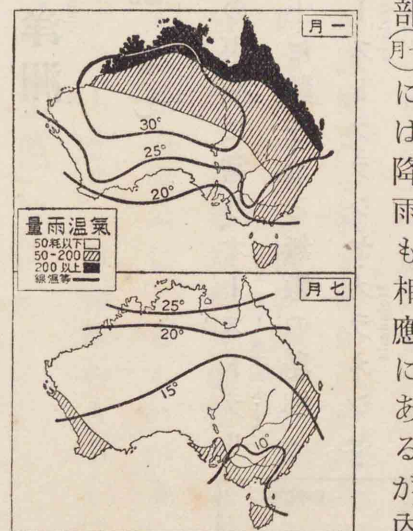 部(月)には降雨も相應にあるが內
月一
30°
25°
20°
量雨温氣
50粍以下
50-200
200以上
線温等
月七
25°
20°
15°
10°